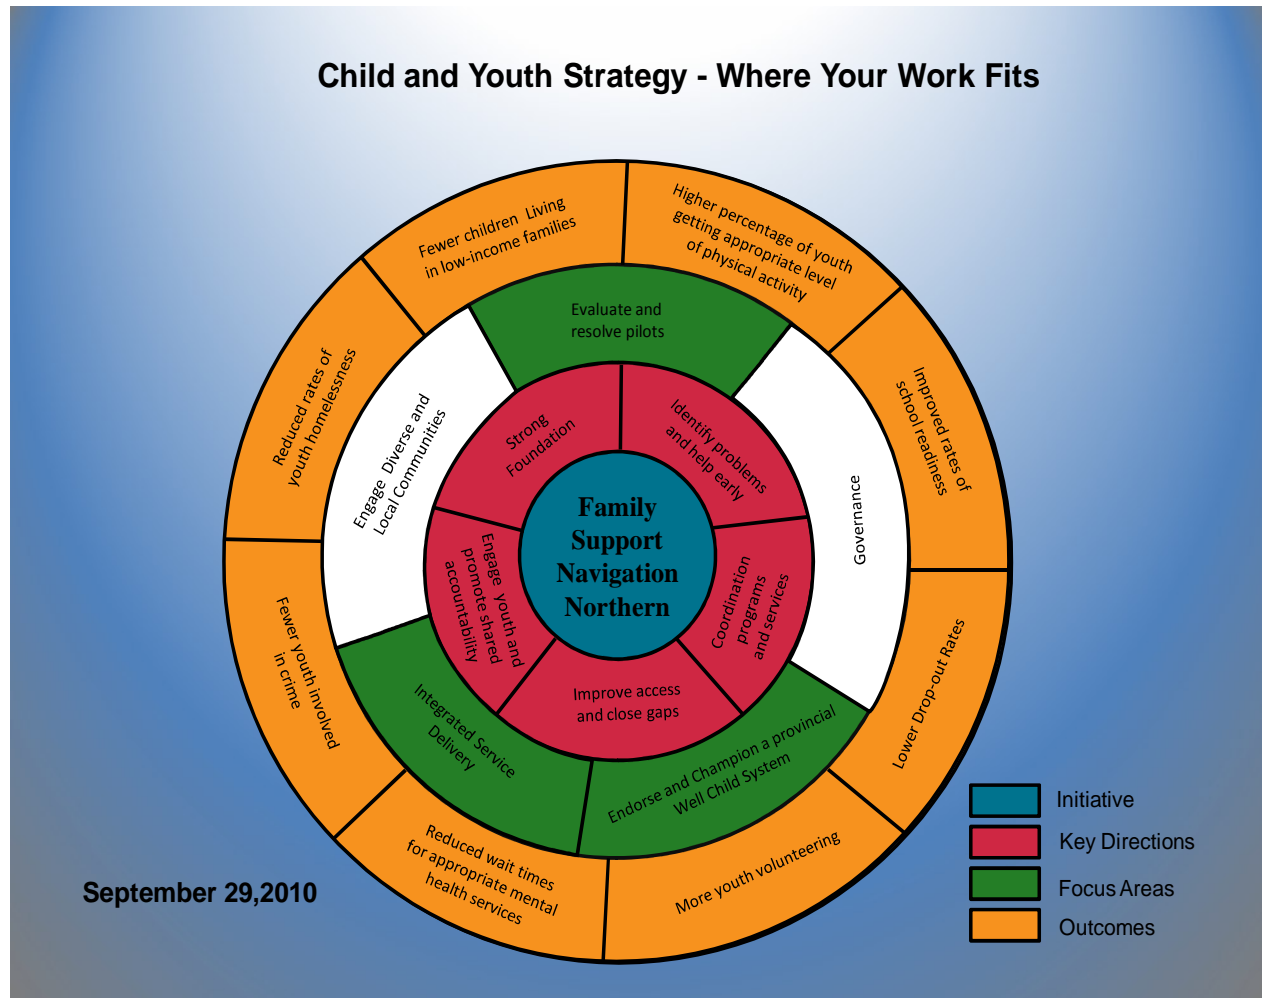 Child and Youth Strategy - Where Your Work Fits
Fewer children Living
in low-income families
Higher percentage of youth
getting appropriate level
of physical activity
Improved rates of
school readiness
Lower Drop-out Rates
More youth volunteering
Reduced wait times
for appropriate mental
health services
Fewer youth involved
in crime
Reduced rates of
youth homelessness
Evaluate and
resolve pilots
Governance
Endorse and Champion a provincial
Well Child System
Integrated Service
Delivery
Engage Diverse and
Local Communities
Strong
Foundation
Identify problems
and help early
Coordination
programs
and services
Improve access
and close gaps
Engage youth and
promote shared
accountability
Family
Support
Navigation
Northern
September 29,2010
Initiative
Key Directions
Focus Areas
Outcomes